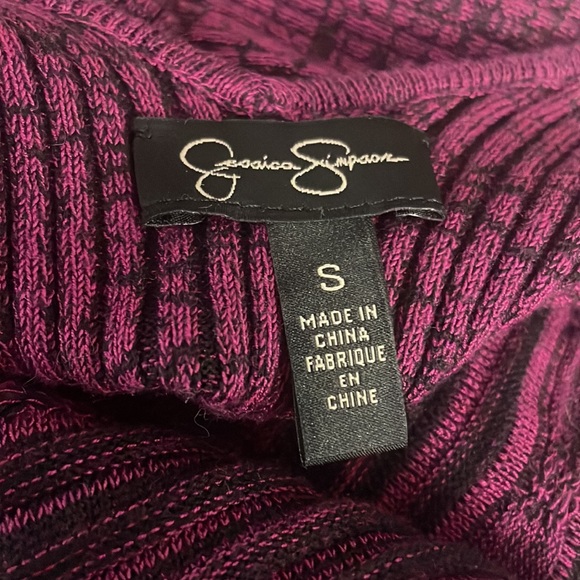 Jessica Simpson
S
MADE IN
CHINA
FABRIQUE
EN
CHINE